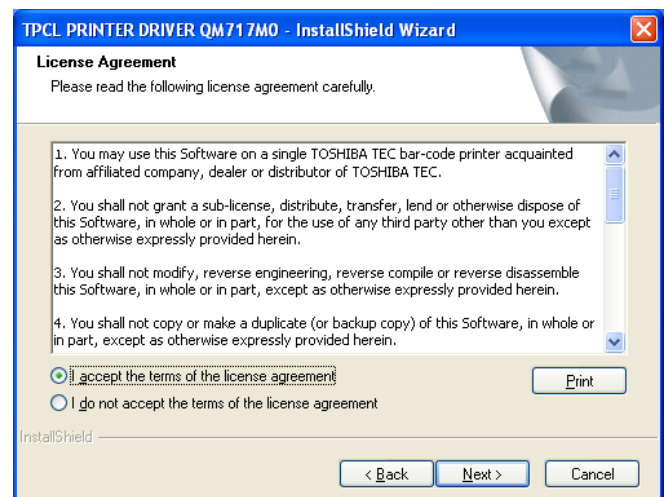 TPCL PRINTER DRIVER QM717M0 - InstallShield Wizard
License Agreement
Please read the following license agreement carefully.
1. You may use this Software on a single TOSHIBA TEC bar-code printer acquainted
from affiliated company, dealer or distributor of TOSHIBA TEC.
2. You shall not grant a sub-license, distribute, transfer, lend or otherwise dispose of
this Software, in whole or in part, for the use of any third party other than you except
as otherwise expressly provided herein.
3. You shall not modify, reverse engineering, reverse compile or reverse disassemble
this Software, in whole or in part, except as otherwise expressly provided herein.
4. You shall not copy or make a duplicate (or backup copy) of this Software, in whole or
in part, except as otherwise expressly provided herein.
I accept the terms of the license agreement
Print
I do not accept the terms of the license agreement
InstallShield
< Back
Next >
Cancel